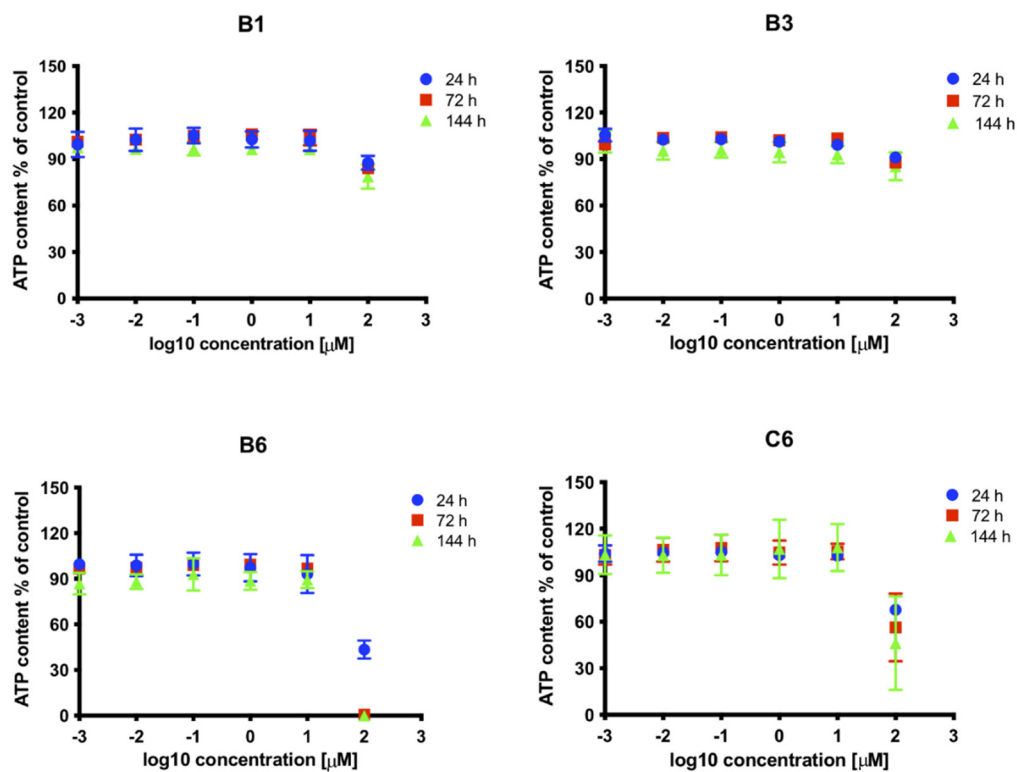 B1
ATP content % of control
150
120
90
60
30
0
-3 -2 -1 0 1 2 3
log10 concentration [μM]
24 h
72 h
144 h
B3
ATP content % of control
150
120
90
60
30
0
-3 -2 -1 0 1 2 3
log10 concentration [μM]
24 h
72 h
144 h
B6
ATP content % of control
150
120
90
60
30
0
-3 -2 -1 0 1 2 3
log10 concentration [μM]
24 h
72 h
144 h
C6
ATP content % of control
150
120
90
60
30
0
-3 -2 -1 0 1 2 3
log10 concentration [μM]
24 h
72 h
144 h